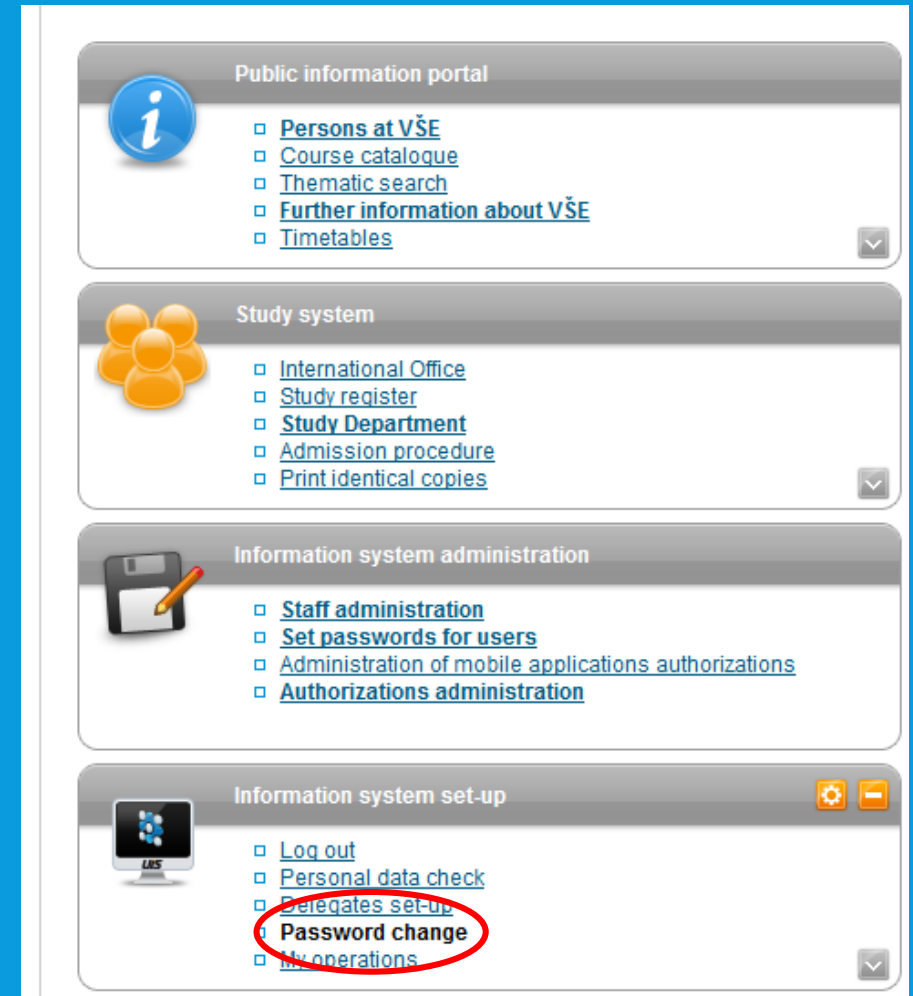 Public information portal
Persons at VŠE
Course catalogue
Thematic search
Further information about VŠE
Timetables
Study system
International Office
Study register
Study Department
Admission procedure
Print identical copies
Information system administration
Staff administration
Set passwords for users
Administration of mobile applications authorizations
Authorizations administration
Information system set-up
UIS
Log out
Personal data check
Delegates set-up
Password change
My operations